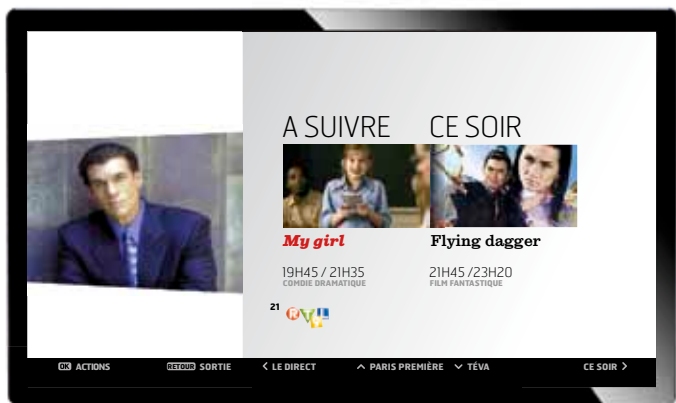 A SUIVRE
CE SOIR
My girl
Flying dagger
19H45 / 21H35
COMDIE DRAMATIQUE
21H45 /23H20
FILM FANTASTIQUE
21
RTL9
OK ACTIONS
RETOUR SORTIE
< LE DIRECT
PARIS PREMIÈRE
TÉVA
CE SOIR >